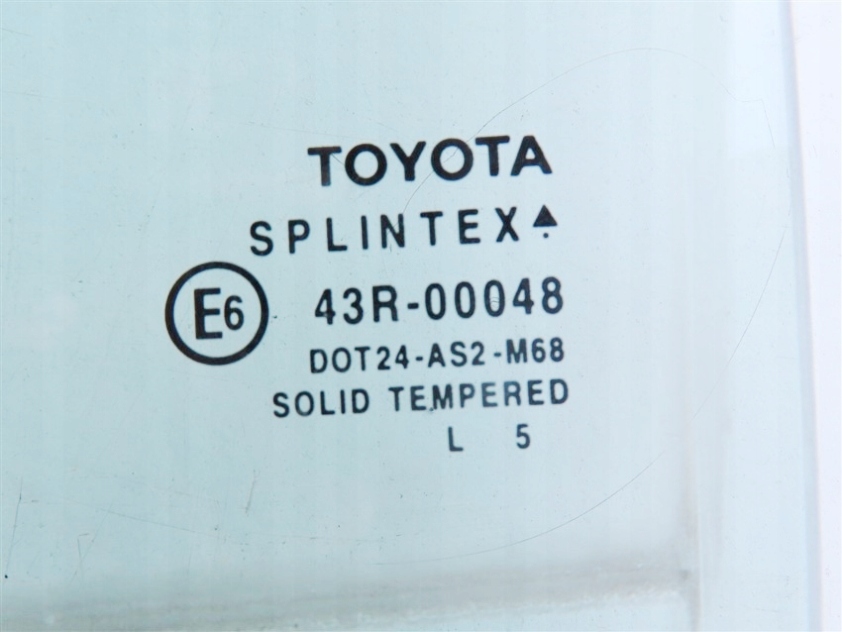 TOYOTA
SPLINTEX
E6 43R-00048
DOT24-AS2-M68
SOLID TEMPERED
L 5